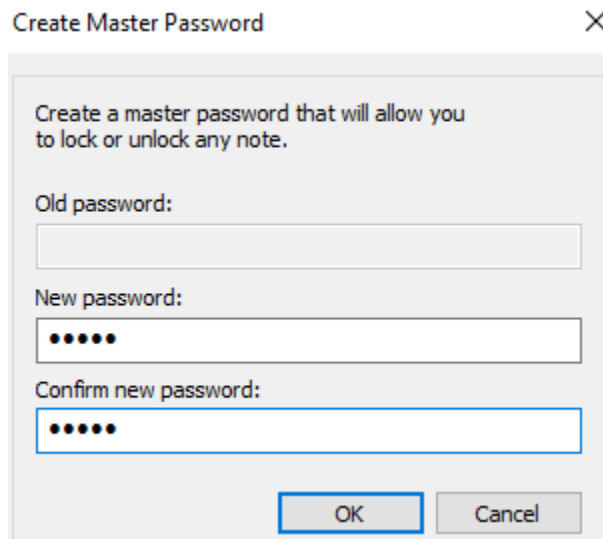 Create Master Password
Create a master password that will allow you
to lock or unlock any note.
Old password:
New password:
•••••
Confirm new password:
•••••
OK
Cancel